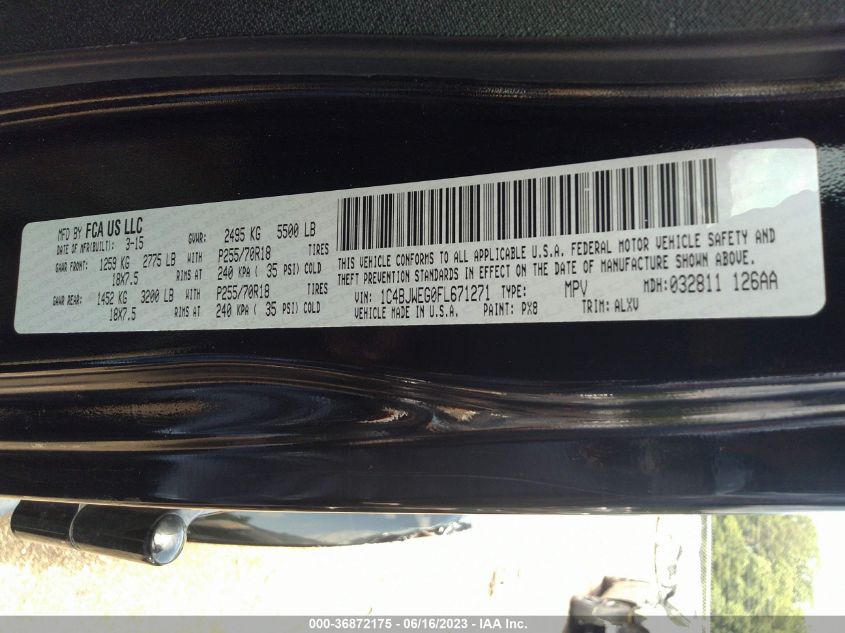 MFD BY FCA US LLC
DATE OF MFR(BUILT): 3-15 GVWR: 2495 KG 5500 LB
GAWR FRONT: 1259 KG 2775 LB WITH P255/70R18 TIRES
18X7.5 RIMS AT 240 KPA ( 35 PSI) COLD
GAWR REAR: 1452 KG 3200 LB WITH P255/70R18 TIRES
18X7.5 RIMS AT 240 KPA ( 35 PSI) COLD
THIS VEHICLE CONFORMS TO ALL APPLICABLE U.S.A. FEDERAL MOTOR VEHICLE SAFETY AND
THEFT PREVENTION STANDARDS IN EFFECT ON THE DATE OF MANUFACTURE SHOWN ABOVE.
VIN: 1C4BJWEG0FL671271 TYPE: MPV MDH: 032811 126AA
VEHICLE MADE IN U.S.A. PAINT: PX8 TRIM: ALXV
000-36872175 - 06/16/2023 - IAA Inc.